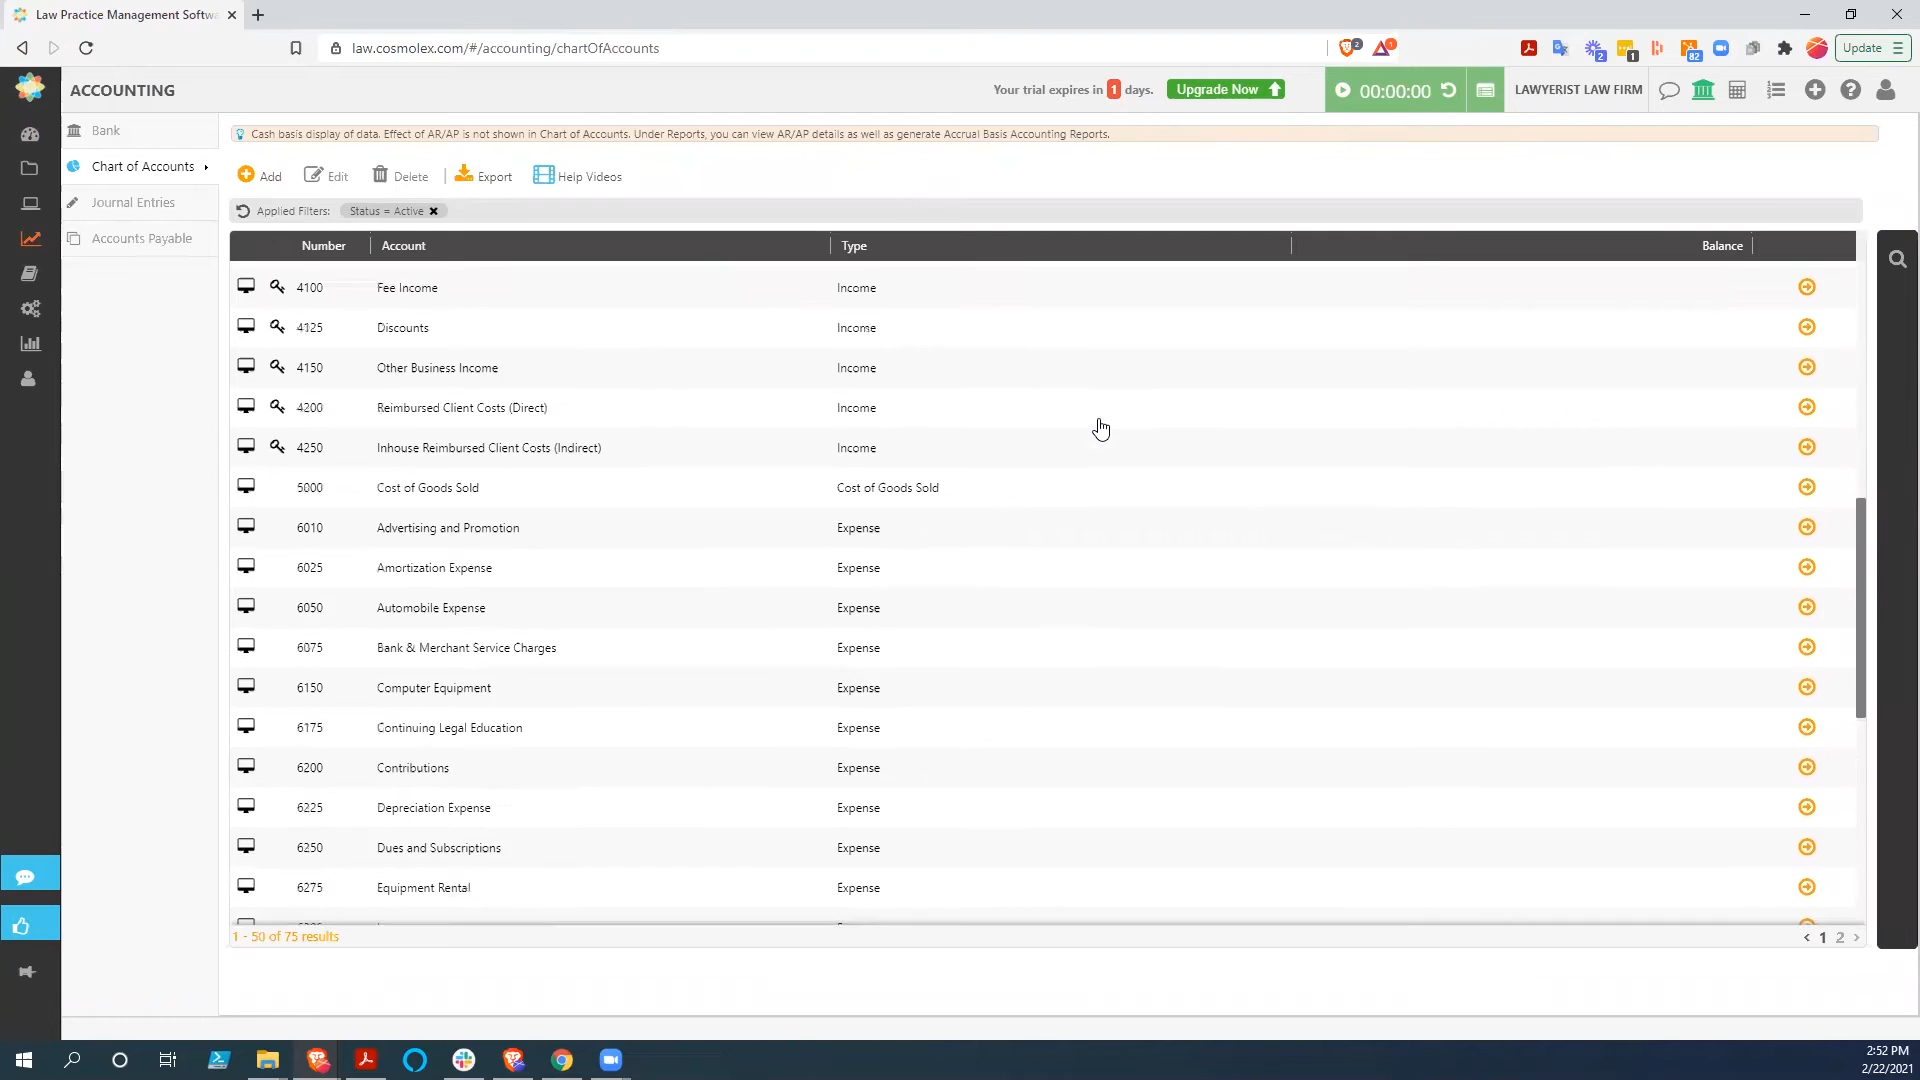 Law Practice Management Softwa
law.cosmolex.com/#/accounting/chartOfAccounts
2
1
2
1
82
Update
ACCOUNTING
Your trial expires in 1 days.
Upgrade Now
00:00:00
LAWYERIST LAW FIRM
Bank
Chart of Accounts
Journal Entries
Accounts Payable
Cash basis display of data. Effect of AR/AP is not shown in Chart of Accounts. Under Reports, you can view AR/AP details as well as generate Accrual Basis Accounting Reports.
Add Edit Delete Export Help Videos
Applied Filters: Status = Active
Number Account Type Balance
4100 Fee Income Income
4125 Discounts Income
4150 Other Business Income Income
4200 Reimbursed Client Costs (Direct) Income
4250 Inhouse Reimbursed Client Costs (Indirect) Income
5000 Cost of Goods Sold Cost of Goods Sold
6010 Advertising and Promotion Expense
6025 Amortization Expense Expense
6050 Automobile Expense Expense
6075 Bank & Merchant Service Charges Expense
6150 Computer Equipment Expense
6175 Continuing Legal Education Expense
6200 Contributions Expense
6225 Depreciation Expense Expense
6250 Dues and Subscriptions Expense
6275 Equipment Rental Expense
1 - 50 of 75 results
< 1 2 >
2:52 PM
2/22/2021